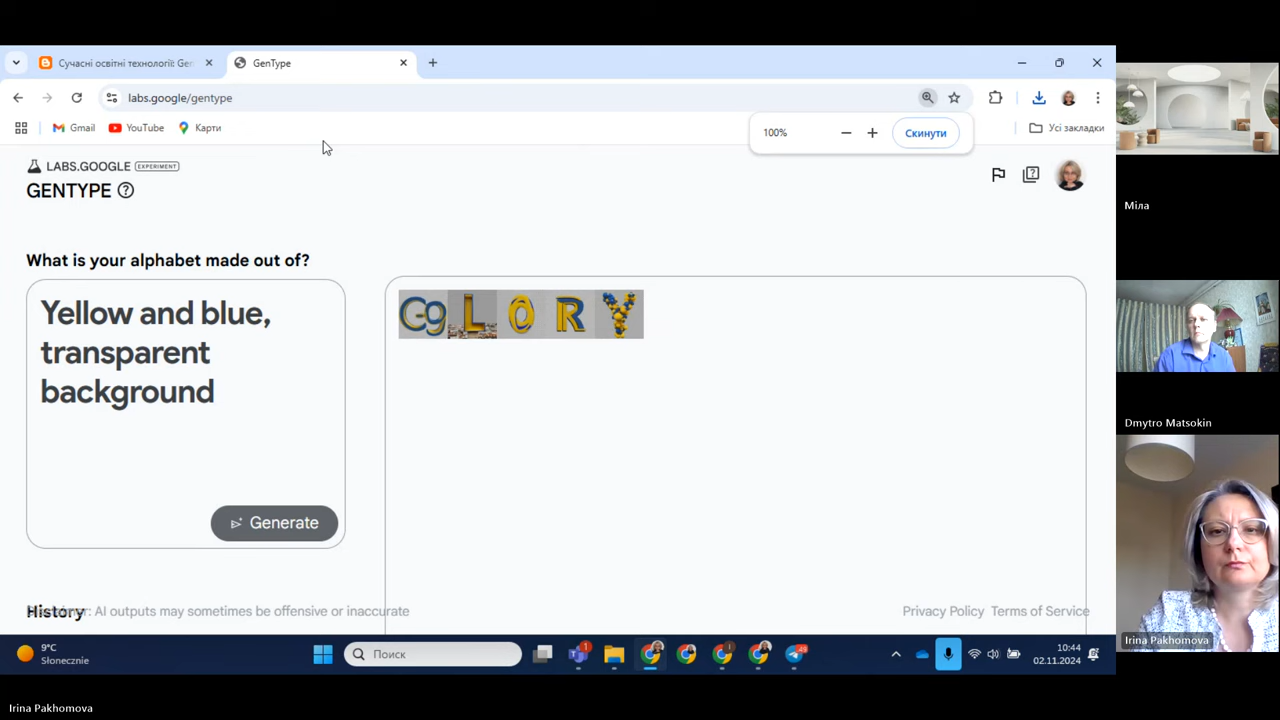 Сучасні освітні технології: Gen
GenType
labs.google/gentype
Gmail
YouTube
Карти
100%
Скинути
Усі закладки
LABS.GOOGLE EXPERIMENT
GENTYPE
What is your alphabet made out of?
Yellow and blue,
transparent
background
Generate
LORY
History
AI outputs may sometimes be offensive or inaccurate
Privacy Policy Terms of Service
9°C
Słonecznie
Поиск
10:44
02.11.2024
Міла
Dmytro Matsokin
Irina Pakhomova
Irina Pakhomova